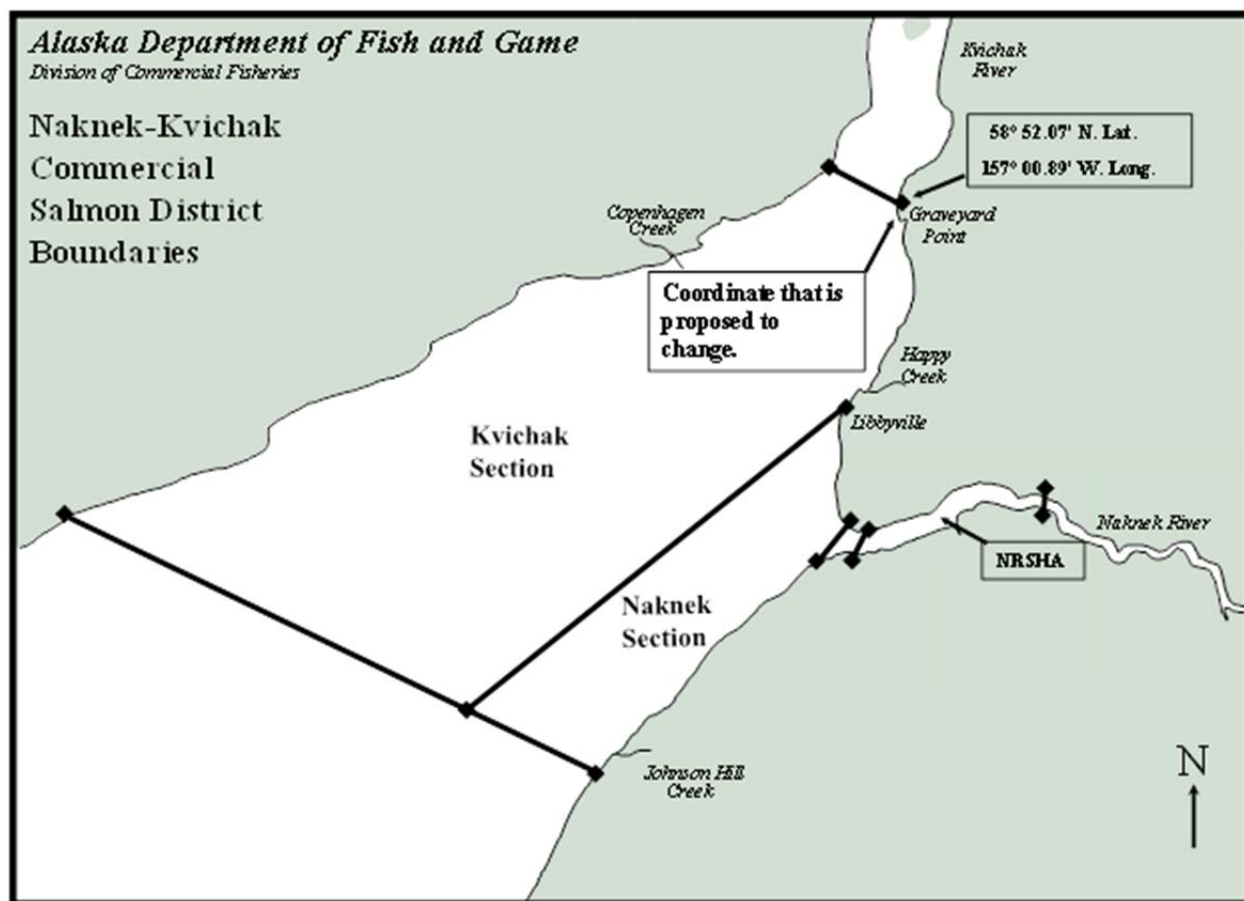 Alaska Department of Fish and Game
Division of Commercial Fisheries
Naknek-Kvichak
Commercial
Salmon District
Boundaries
Kvichak
River
58° 52.07' N. Lat.
157° 00.89' W. Long.
Graveyard
Point
Copenhagen
Creek
Coordinate that is
proposed to
change.
Happy
Creek
Libbyville
Kvichak
Section
Naknek River
NRSHA
Naknek
Section
Johnson Hill
Creek
N